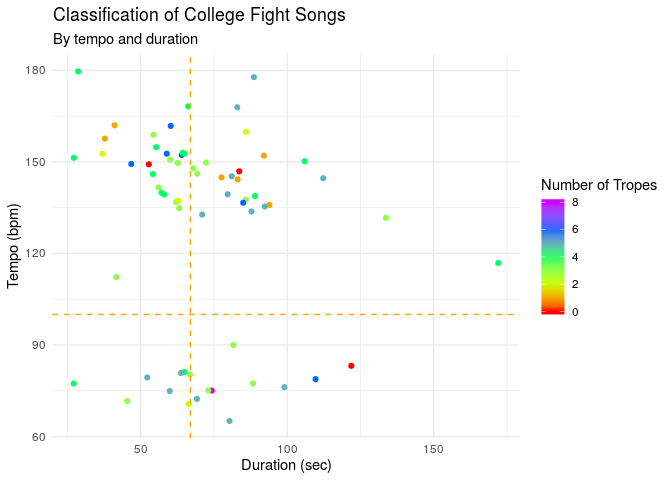 Classification of College Fight Songs
By tempo and duration
180
150
120
90
60
50
100
150
Tempo (bpm)
Duration (sec)
Number of Tropes
8
6
4
2
0